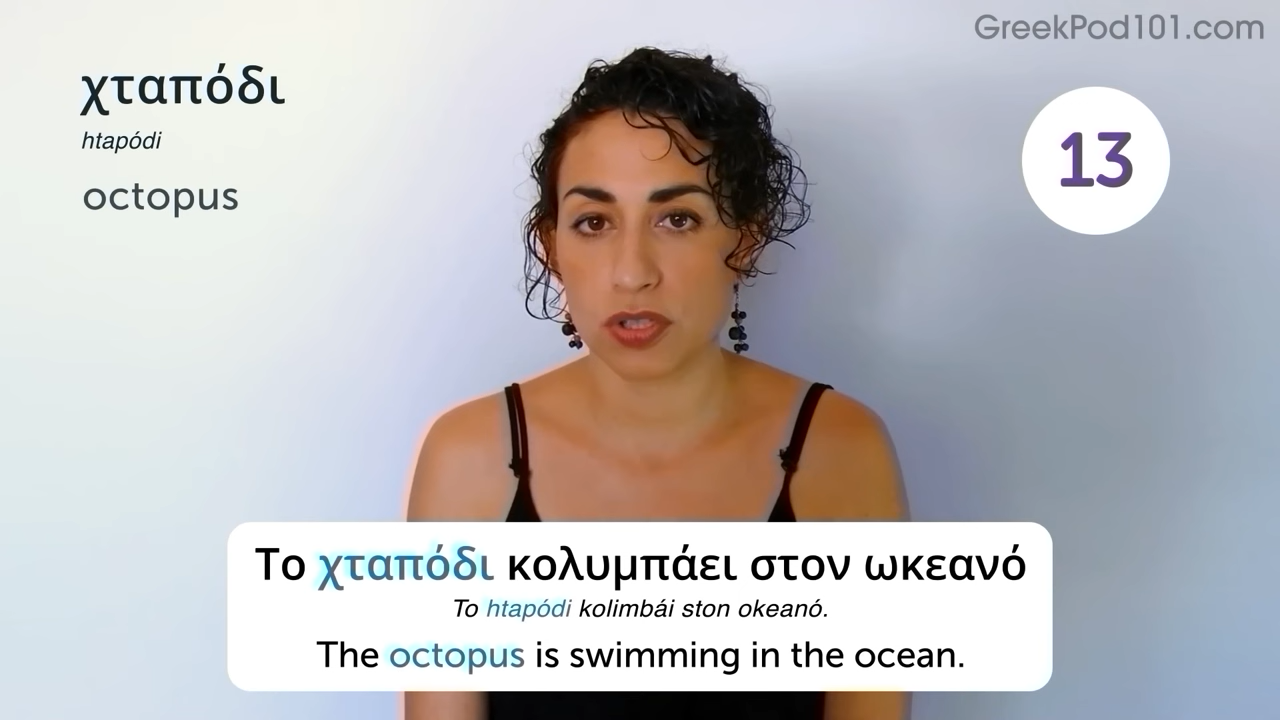 GreekPod101.com
χταπόδι
htapódi
octopus
13
Το χταπόδι κολυμπάει στον ωκεανό
To htapódi kolimbái ston okeanó.
The octopus is swimming in the ocean.